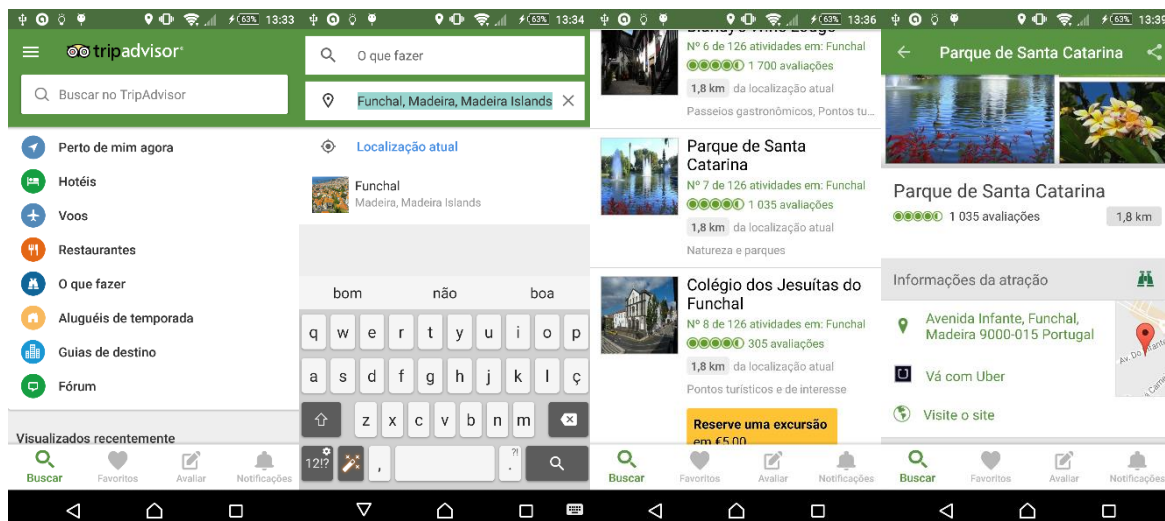 63% 13:33
tripadvisor
Buscar no TripAdvisor
Perto de mim agora
Hotéis
Voos
Restaurantes
O que fazer
Aluguéis de temporada
Guias de destino
Fórum
Visualizados recentemente
Buscar Favoritos Avaliar Notificações
63% 13:34
O que fazer
Funchal, Madeira, Madeira Islands
Localização atual
Funchal
Madeira, Madeira Islands
bom não boa
q w e r t y u i o p
a s d f g h j k l ç
z x c v b n m
12!? , ?! .
63% 13:36
Nº 6 de 126 atividades em: Funchal
1 700 avaliações
1,8 km da localização atual
Passeios gastronômicos, Pontos tu...
Parque de Santa
Catarina
Nº 7 de 126 atividades em: Funchal
1 035 avaliações
1,8 km da localização atual
Natureza e parques
Colégio dos Jesuítas do
Funchal
Nº 8 de 126 atividades em: Funchal
305 avaliações
1,8 km da localização atual
Pontos turísticos e de interesse
Reserve uma excursão
em €5,00
Buscar Favoritos Avaliar Notificações
63% 13:39
Parque de Santa Catarina
Parque de Santa Catarina
1 035 avaliações 1,8 km
Informações da atração
Avenida Infante, Funchal,
Madeira 9000-015 Portugal
Av. Do
Vá com Uber
Visite o site
Buscar Favoritos Avaliar Notificações